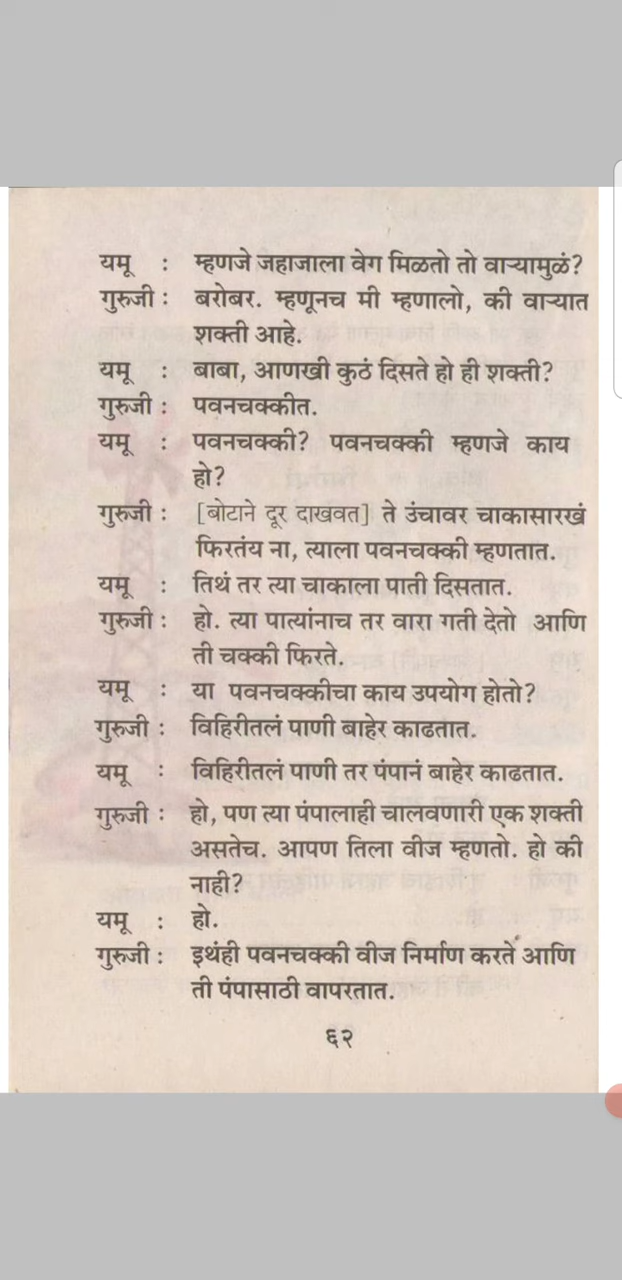 यमू : म्हणजे जहाजाला वेग मिळतो तो वाऱ्यामुळं?
गुरुजी : बरोबर. म्हणूनच मी म्हणालो, की वाऱ्यात
शक्ती आहे.
यमू : बाबा, आणखी कुठं दिसते हो ही शक्ती?
गुरुजी : पवनचक्कीत.
यमू : पवनचक्की? पवनचक्की म्हणजे काय
हो?
गुरुजी : [बोटाने दूर दाखवत] ते उंचावर चाकासारखं
फिरतंय ना, त्याला पवनचक्की म्हणतात.
यमू : तिथं तर त्या चाकाला पाती दिसतात.
गुरुजी : हो. त्या पात्यांनाच तर वारा गती देतो आणि
ती चक्की फिरते.
यमू : या पवनचक्कीचा काय उपयोग होतो?
गुरुजी : विहिरीतलं पाणी बाहेर काढतात.
यमू : विहिरीतलं पाणी तर पंपानं बाहेर काढतात.
गुरुजी : हो, पण त्या पंपालाही चालवणारी एक शक्ती
असतेच. आपण तिला वीज म्हणतो. हो की
नाही?
यमू : हो.
गुरुजी : इथंही पवनचक्की वीज निर्माण करते आणि
ती पंपासाठी वापरतात.
६२